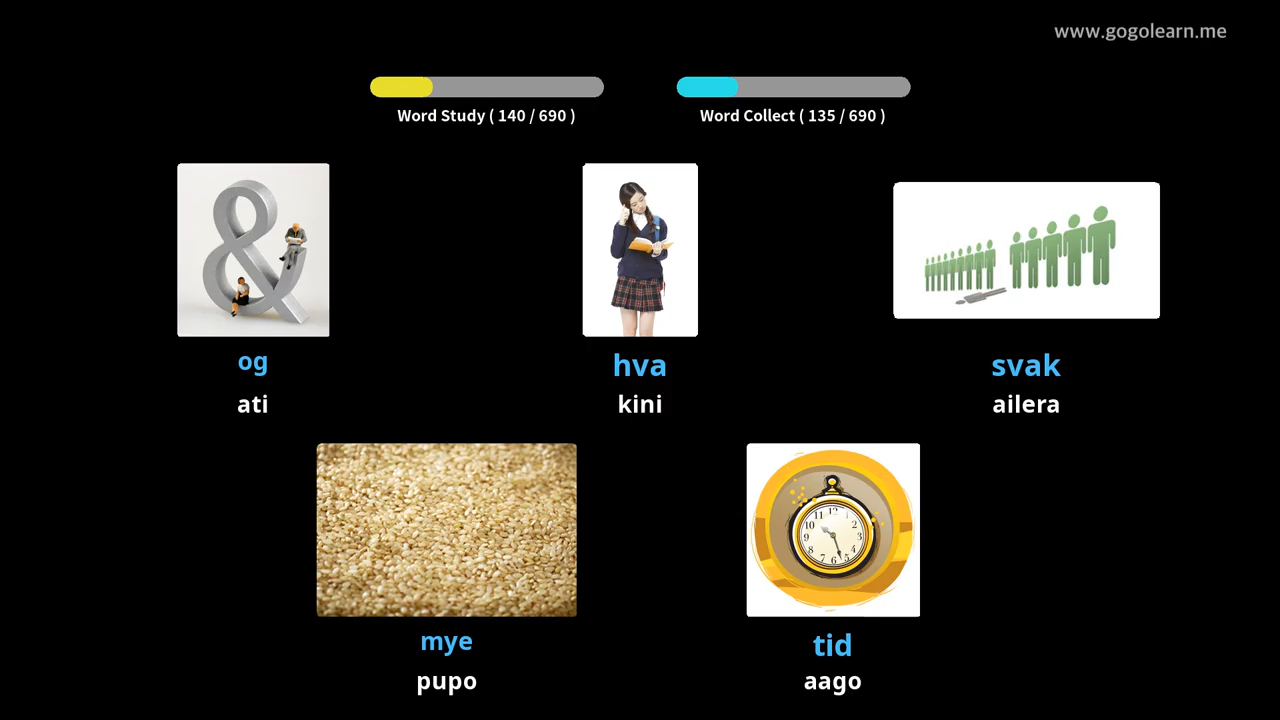 www.gogolearn.me
Word Study ( 140 / 690 )
Word Collect ( 135 / 690 )
og
ati
hva
kini
svak
ailera
mye
pupo
tid
aago